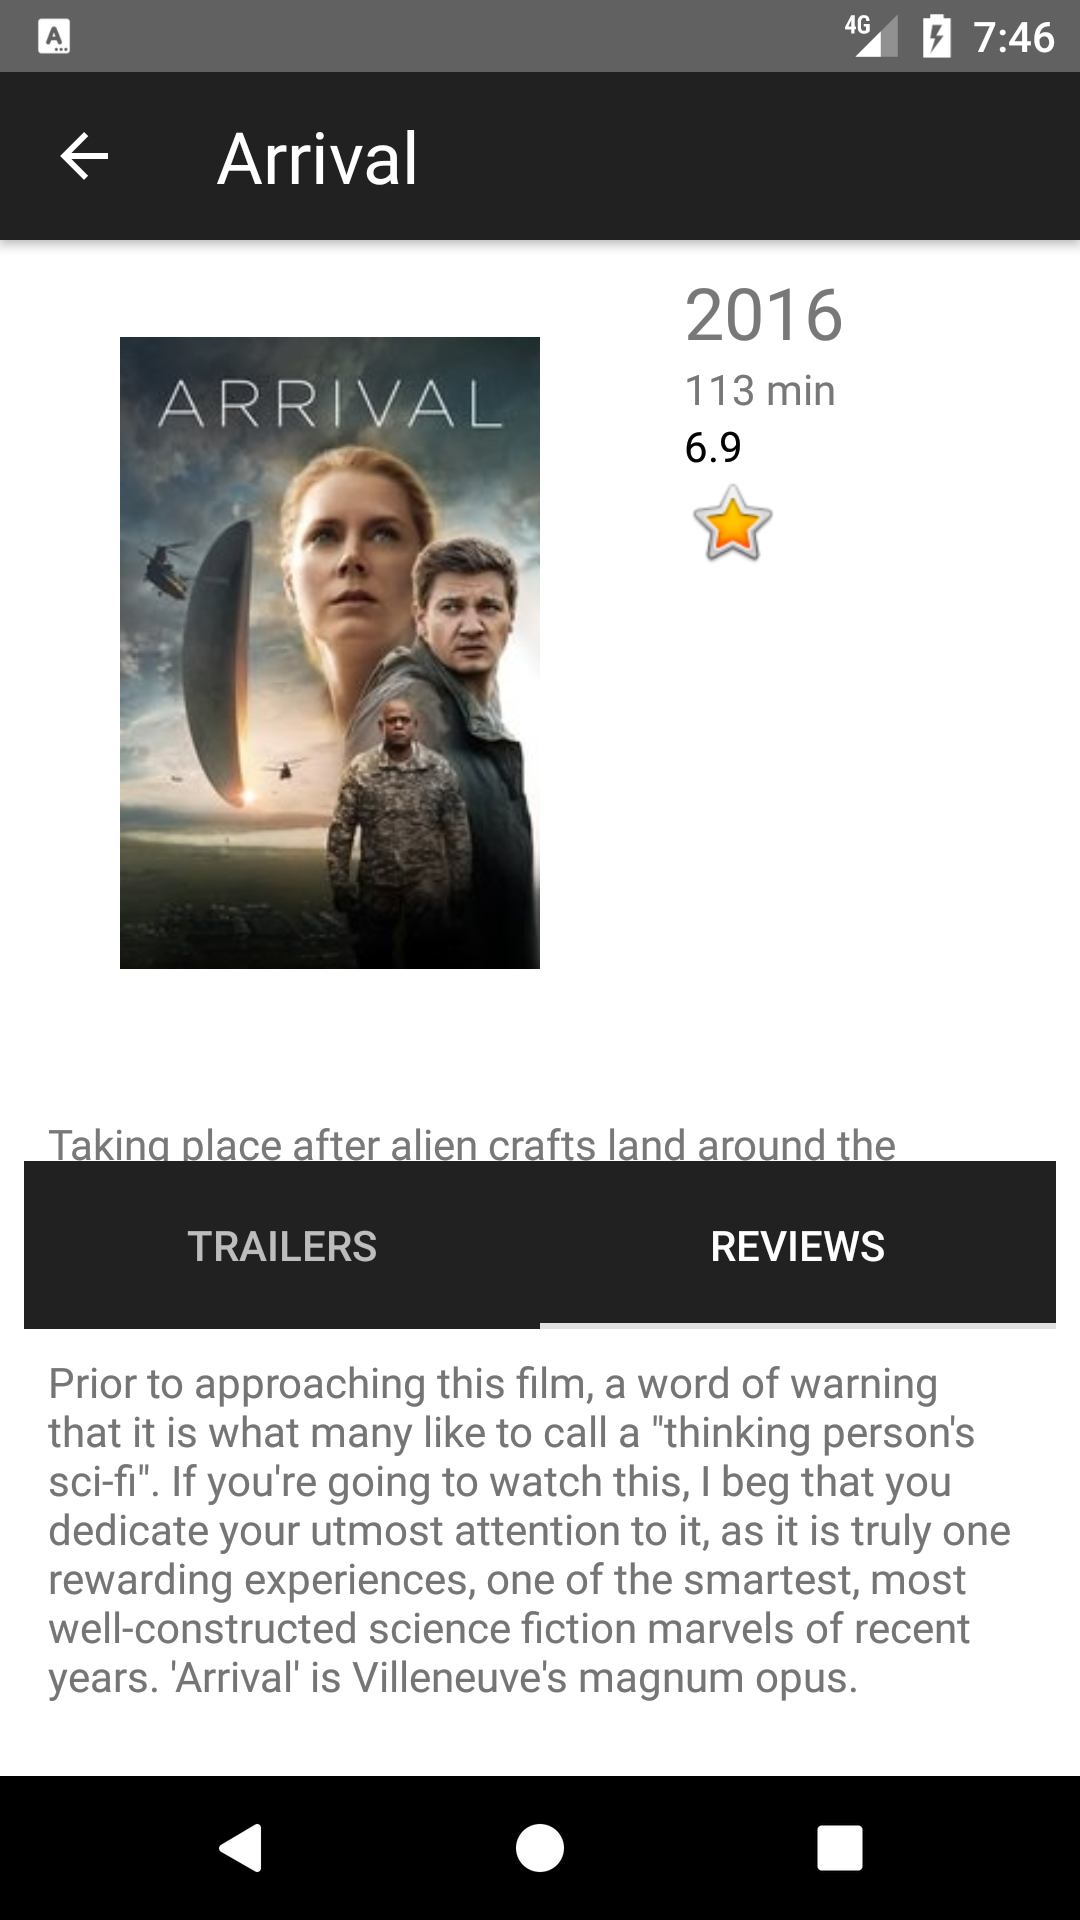 4G 7:46
Arrival
2016
113 min
6.9
ARRIVAL
Taking place after alien crafts land around the
TRAILERS REVIEWS
Prior to approaching this film, a word of warning
that it is what many like to call a "thinking person's
sci-fi". If you're going to watch this, I beg that you
dedicate your utmost attention to it, as it is truly one
rewarding experiences, one of the smartest, most
well-constructed science fiction marvels of recent
years. 'Arrival' is Villeneuve's magnum opus.